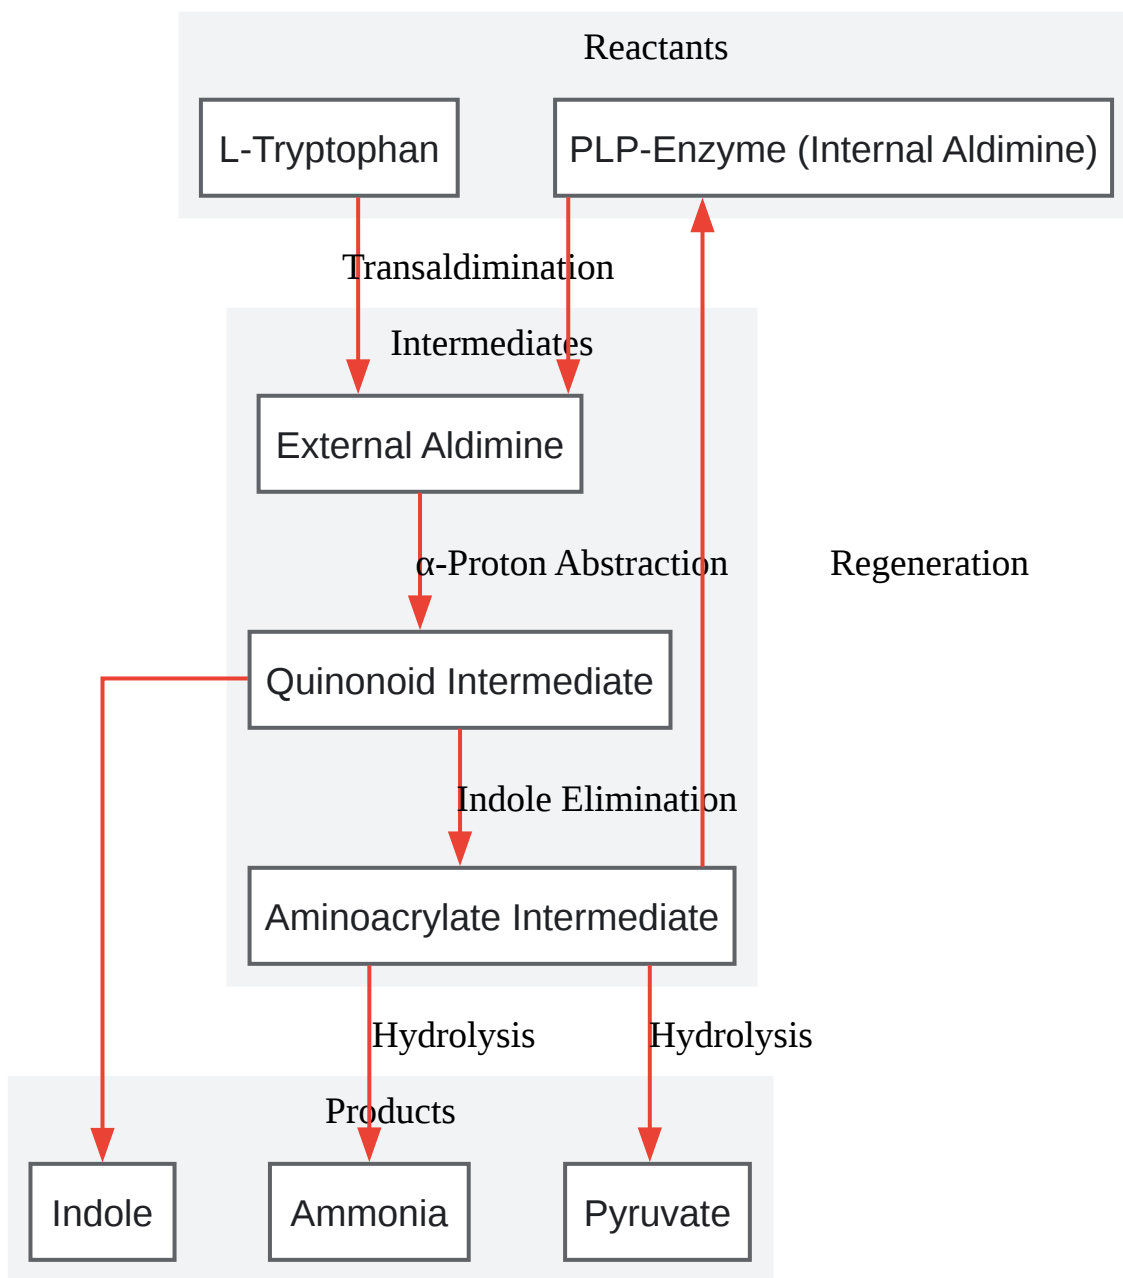 Reactants
L-Tryptophan
PLP-Enzyme (Internal Aldimine)
Transaldimination
Intermediates
External Aldimine
α-Proton Abstraction
Regeneration
Quinonoid Intermediate
Indole Elimination
Aminoacrylate Intermediate
Hydrolysis
Hydrolysis
Products
Indole
Ammonia
Pyruvate